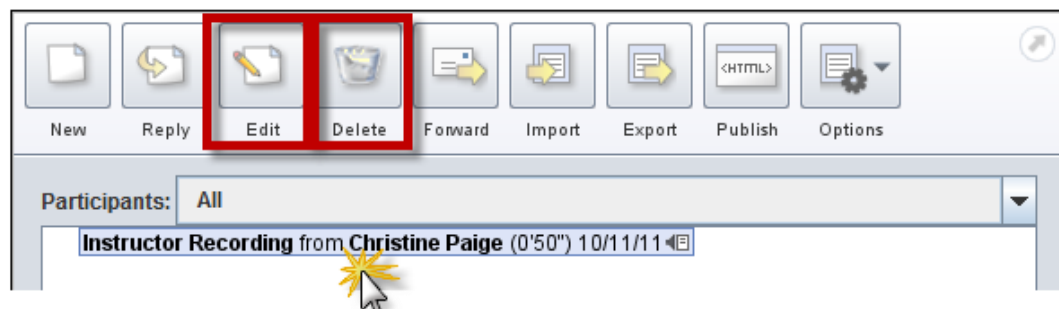 <HTML>
New Reply Edit Delete Forward Import Export Publish Options
Participants: All
Instructor Recording from Christine Paige (0'50") 10/11/11